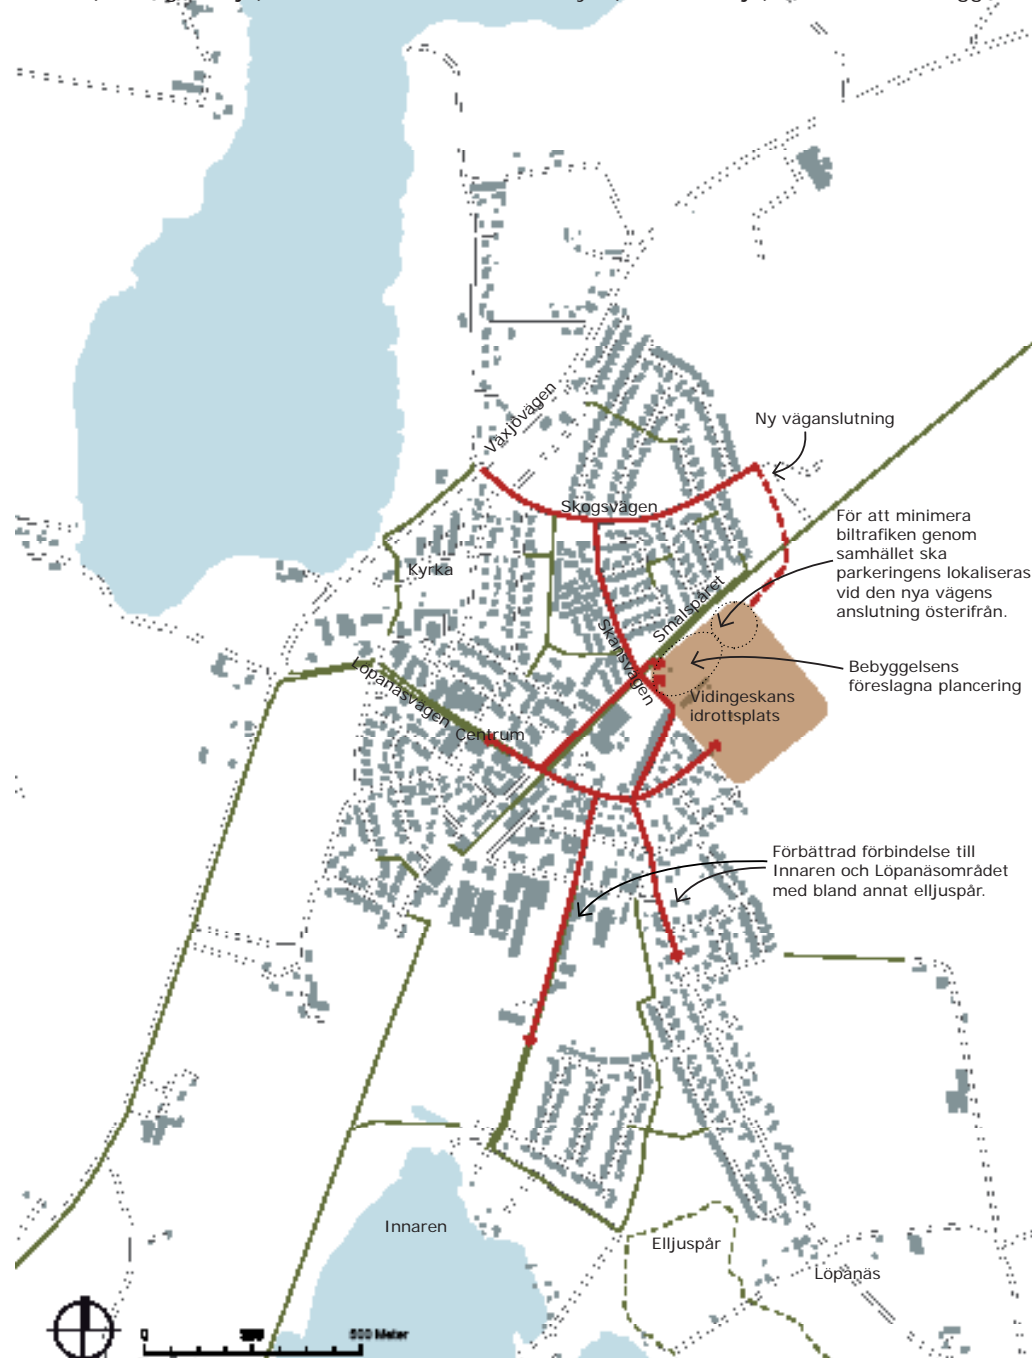 Växjövägen
Ny väganslutning
Skogsvägen
För att minimera
biltrafiken genom
samhället ska
parkeringens lokaliseras
vid den nya vägens
anslutning österifrån.
Kyrka
Smalspåret
Skansvägen
Bebyggelsens
föreslagna plancering
Löpanäsvägen
Vidingeskans
idrottsplats
Centrum
Förbättrad förbindelse till
Innaren och Löpanäsområdet
med bland annat elljuspår.
Innaren
Elljuspår
Löpanäs
0
500 Meter